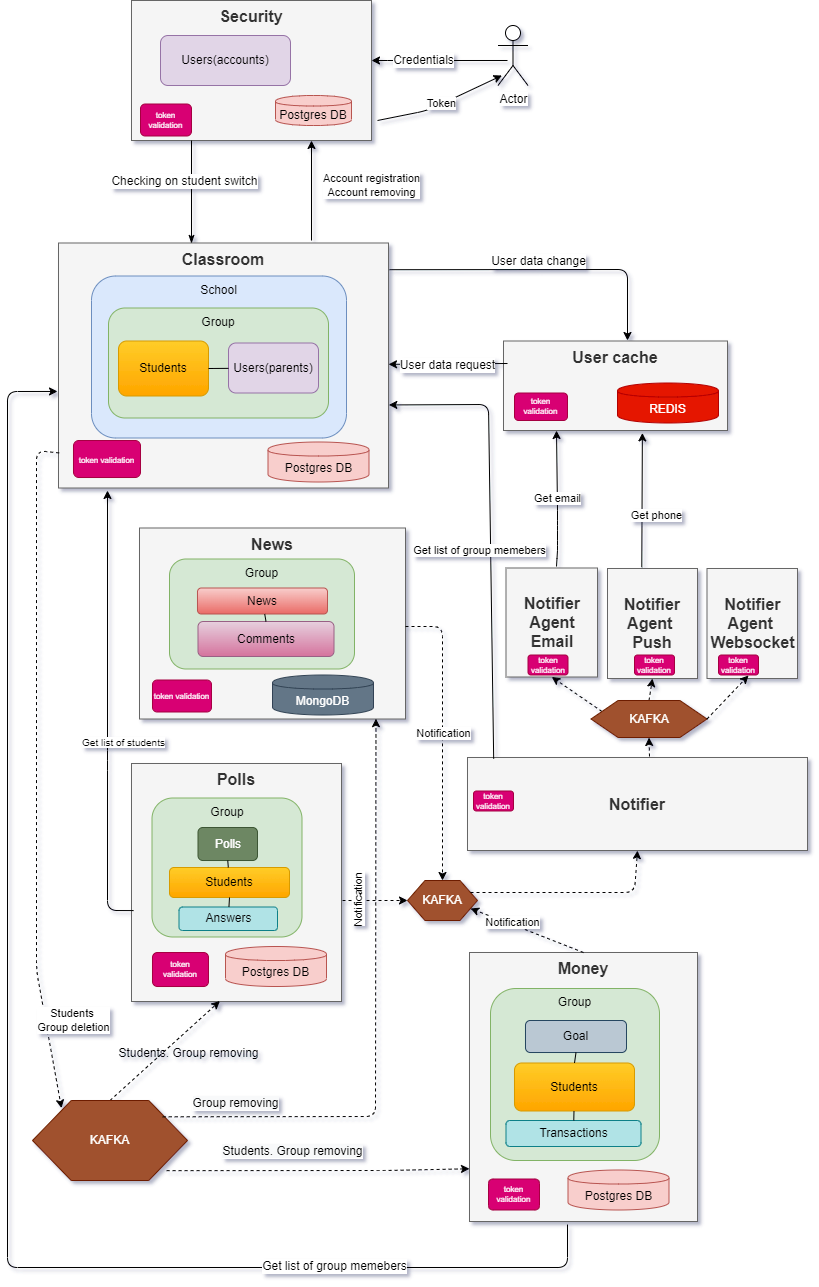 Security
Users(accounts)
token
validation
Postgres DB
Credentials
Token
Actor
Checking on student switch
Account registration
Account removing
Classroom
School
Group
Students
Users(parents)
token validation
Postgres DB
User data change
User data request
User cache
token
validation
REDIS
Get email
Get phone
Get list of group memebers
News
Group
News
Comments
token validation
MongoDB
Notifier
Agent
Email
token
validation
Notifier
Agent
Push
token
validation
Notifier
Agent
Websocket
token
validation
KAFKA
Notification
Get list of students
Notifier
token
validation
Polls
Group
Polls
Students
Answers
token
validation
Postgres DB
Notification
KAFKA
Notification
Money
Group
Goal
Students
Transactions
token
validation
Postgres DB
Students
Group deletion
Students. Group removing
Group removing
KAFKA
Students. Group removing
Get list of group memebers